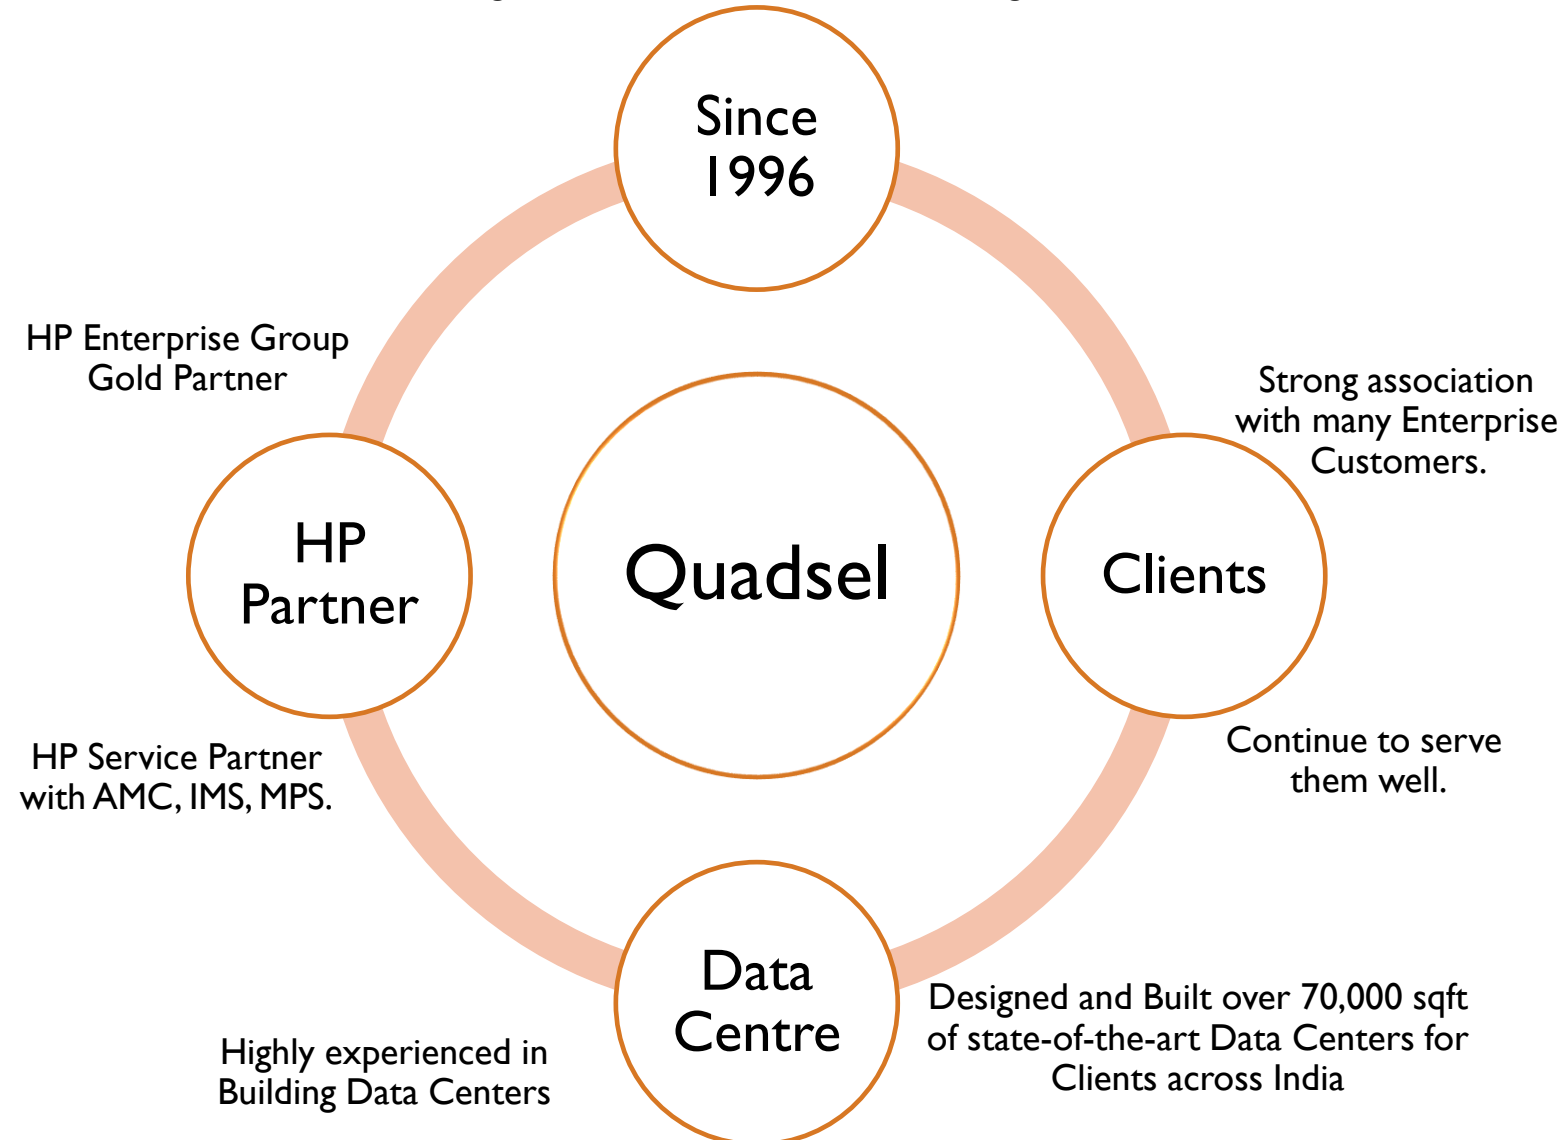 Since
1996
HP Enterprise Group
Gold Partner
Strong association
with many Enterprise
Customers.
HP
Partner
Quadsel
Clients
HP Service Partner
with AMC, IMS, MPS.
Continue to serve
them well.
Data
Centre
Designed and Built over 70,000 sqft
of state-of-the-art Data Centers for
Clients across India
Highly experienced in
Building Data Centers